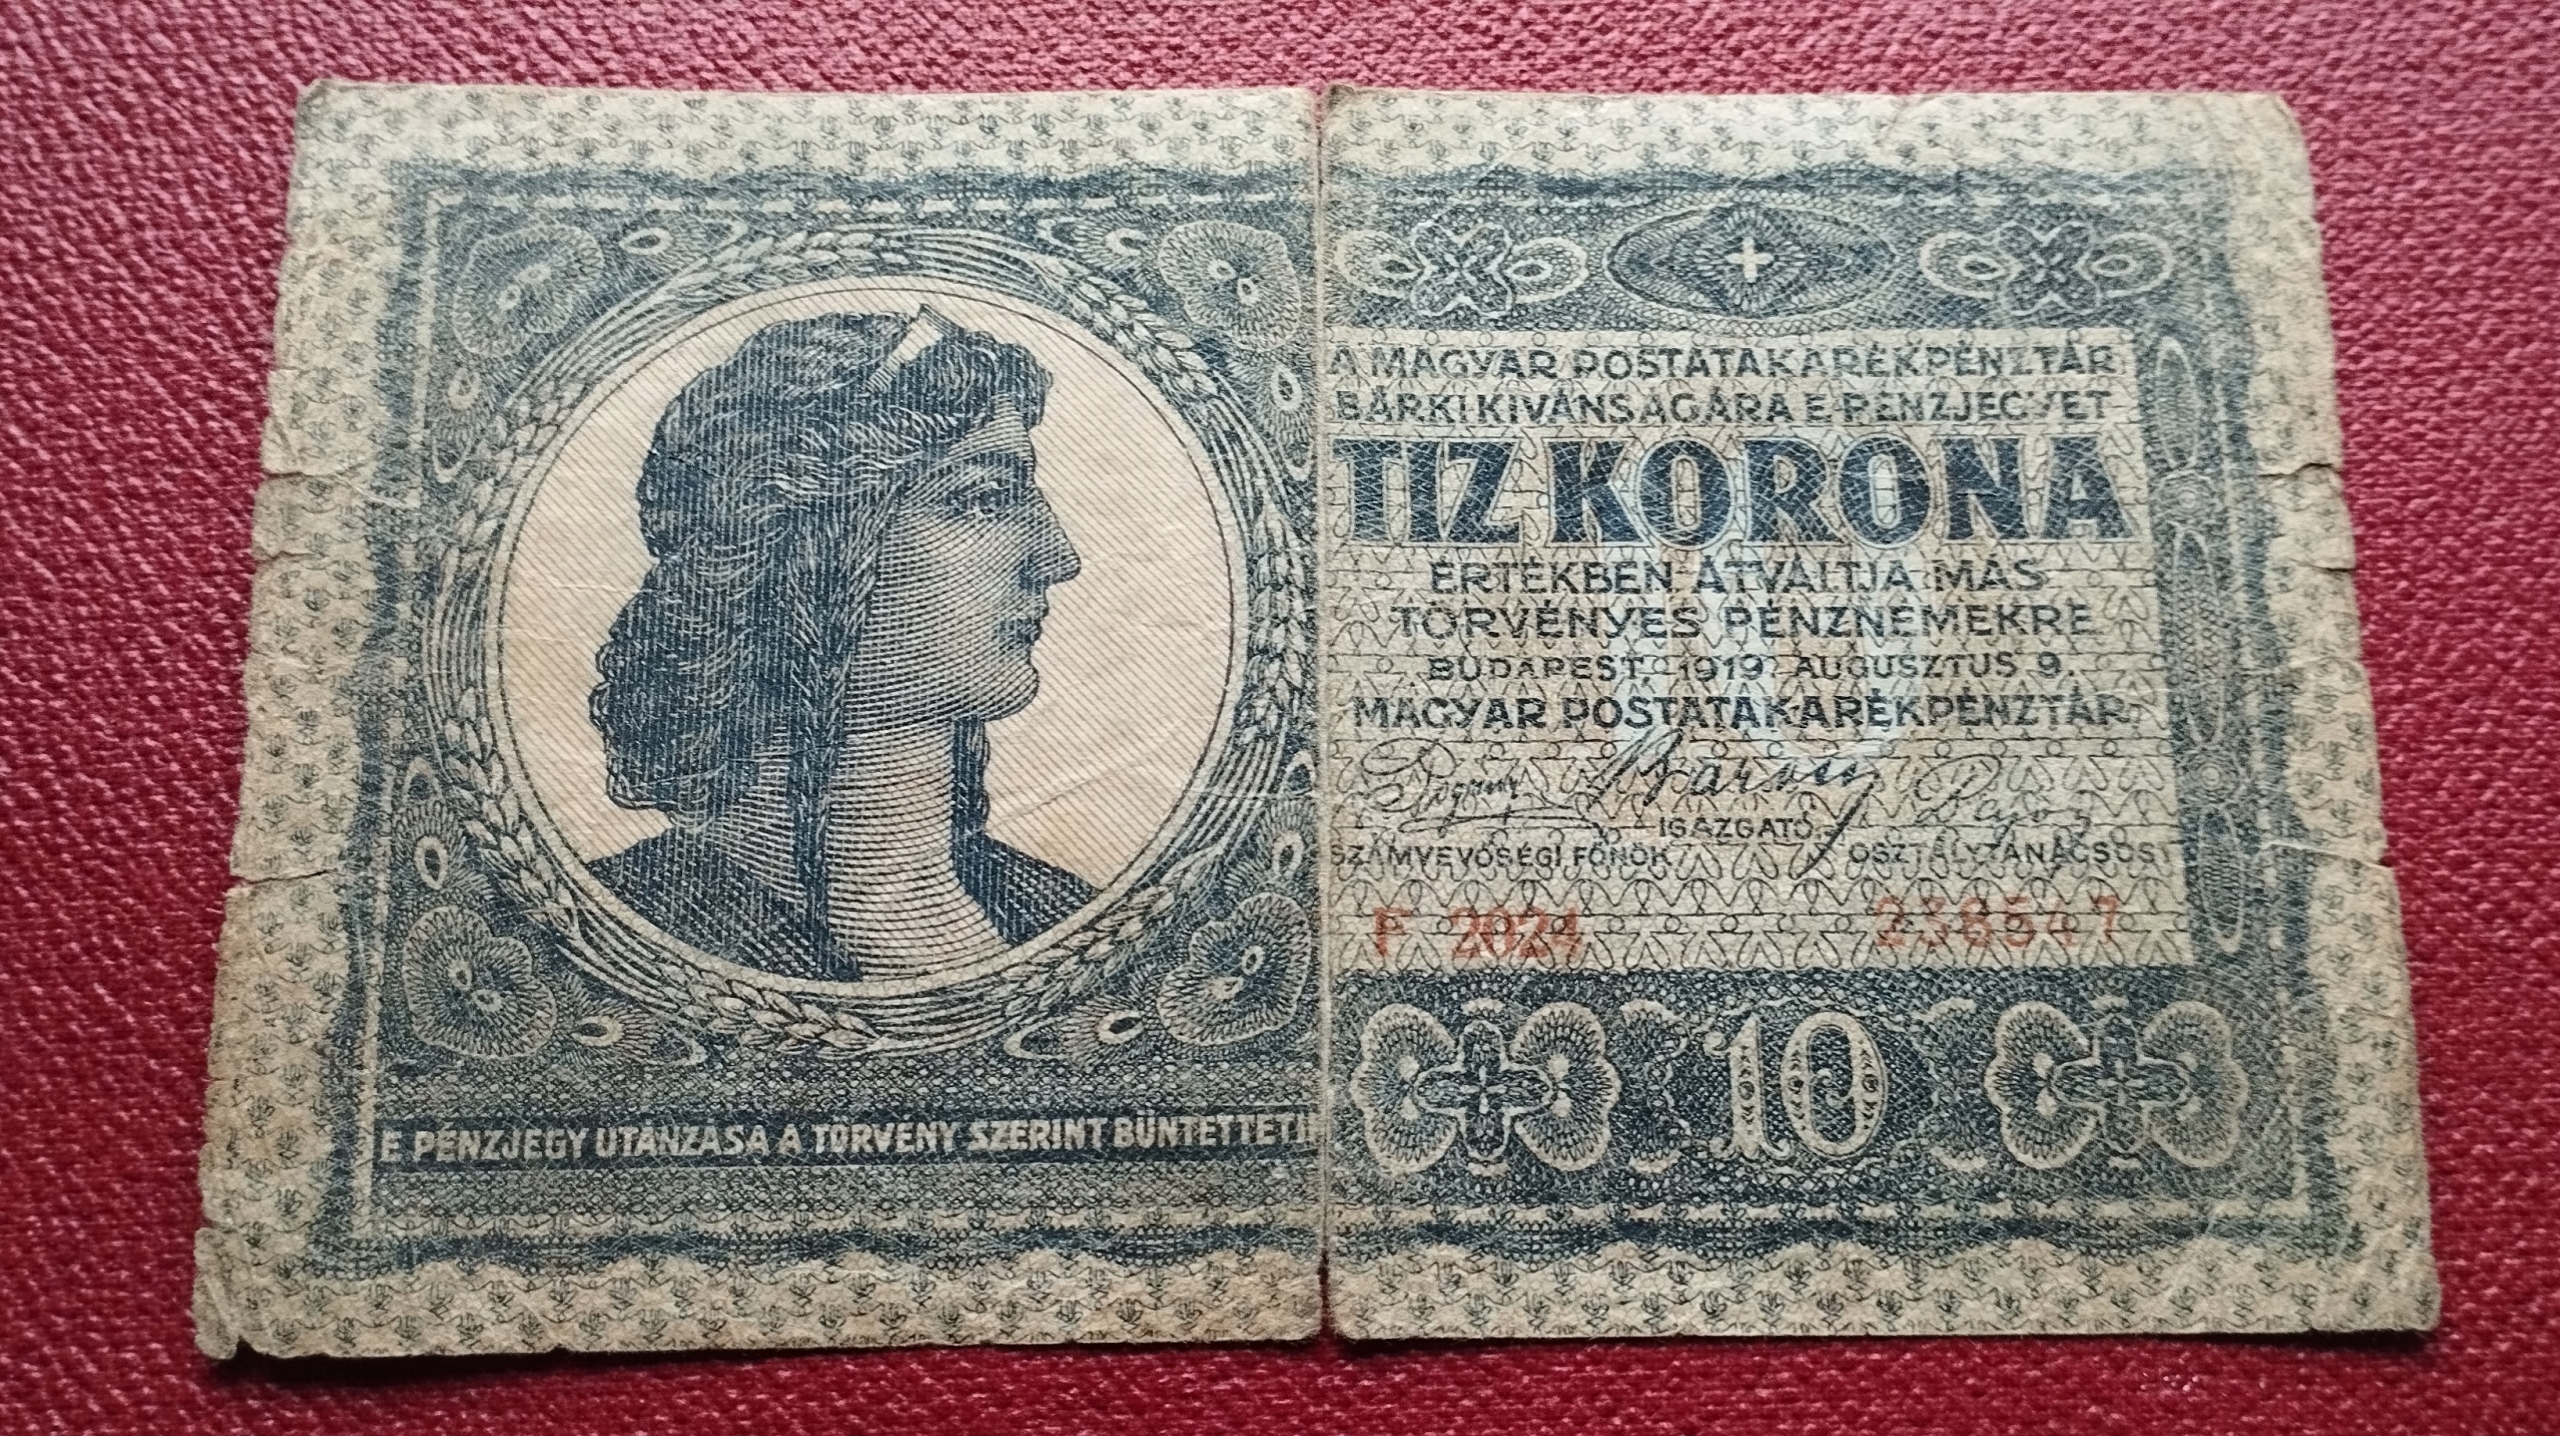 A MAGYAR POSTATAKARÉKPÉNZTÁR
BÁRKI KIVÁNSÁGÁRA E PÉNZJEGYET
TIZ KORONA
ÉRTÉKBEN ÁTVÁLTJA MÁS
TÖRVÉNYES PÉNZNEMEKRE
BUDAPEST, 1919 AUGUSZTUS 9.
MAGYAR POSTATAKARÉKPÉNZTÁR
IGAZGATÓ.
SZÁMVEVŐSÉGI FŐNÖK OSZTÁLYTANÁCSOS
F 2024 236547
E PÉNZJEGY UTÁNZÁSA A TÖRVÉNY SZERINT BÜNTETTETIK
10